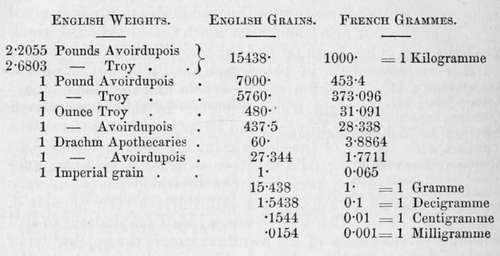 ENGLISH WEIGHTS. ENGLISH GRAINS. FRENCH GRAMMES.
2·2055 Pounds Avoirdupois
2·6803 — Troy . . } 15438· 1000· = 1 Kilogramme
1 Pound Avoirdupois . 7000· 453·4
1 — Troy . . 5760· 373·096
1 Ounce Troy . . 480· 31·091
1 — Avoirdupois . 437·5 28·338
1 Drachm Apothecaries . 60· 3·8864
1 — Avoirdupois . 27·344 1·7711
1 Imperial grain . . 1· 0·065
15·438 1· = 1 Gramme
1·5438 0·1 = 1 Decigramme
·1544 0·01 = 1 Centigramme
·0154 0·001 = 1 Milligramme